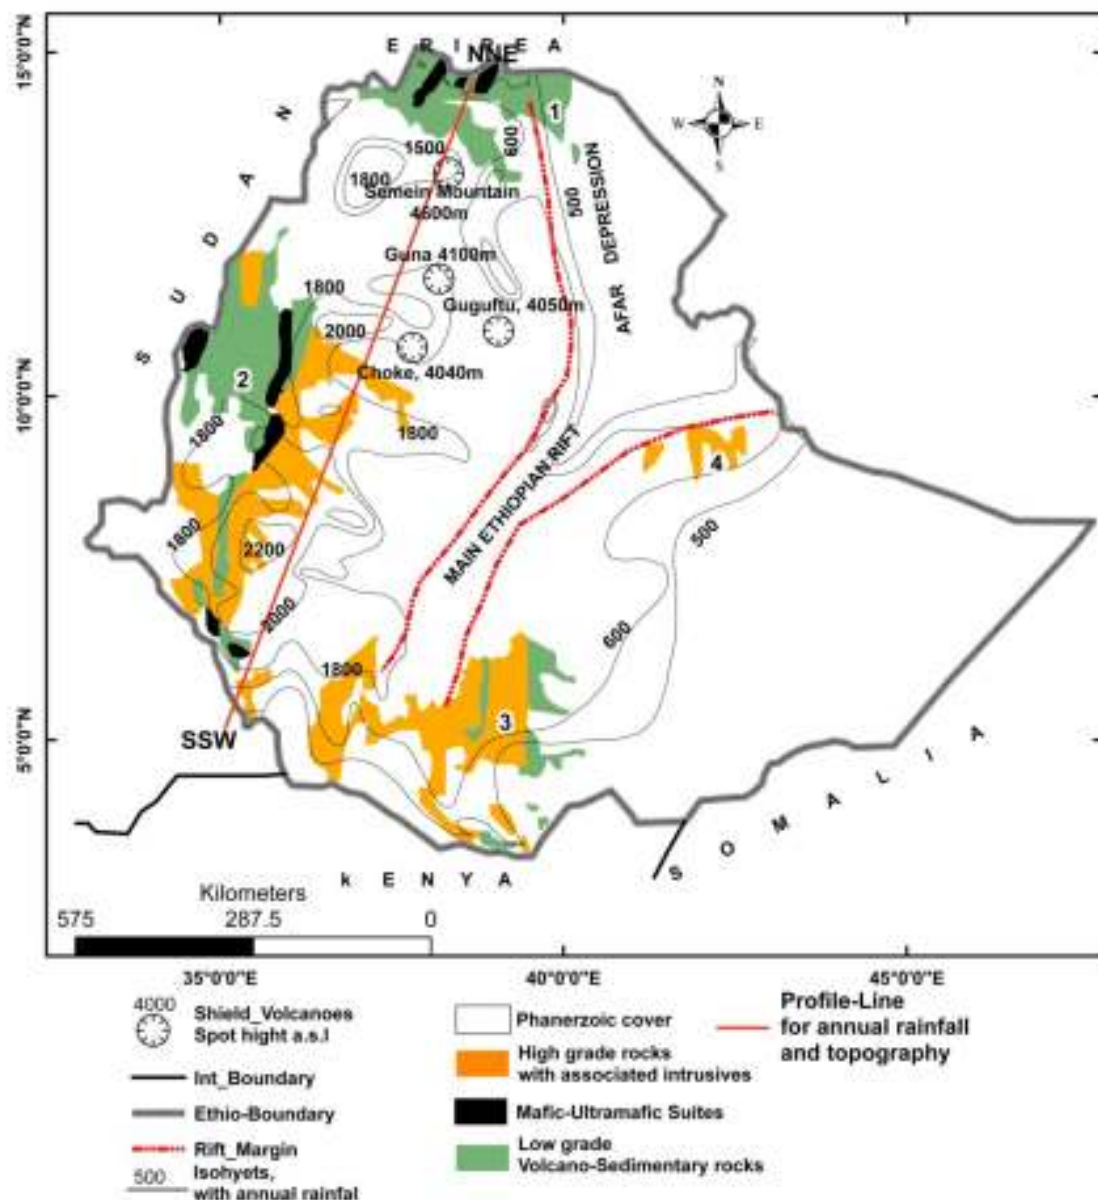 E R I R E A
NNE
15°0'0"N
N
W E
S
1
600
1500
1800
Semein Mountain
4600m
500
AFAR DEPRESSION
S U D A N
Guna 4100m
1800
Guguftu, 4050m
2000
Choke, 4040m
10°0'0"N
2
1800
1800
4
MAIN ETHIOPIAN RIFT
1800
2200
500
2000
600
1800
3
SSW
5°0'0"N
S O M A L I A
k E N Y A
Kilometers
575 287.5 0
35°0'0"E 40°0'0"E 45°0'0"E
4000
Shield_Volcanoes
Spot hight a.s.l
Int_Boundary
Ethio-Boundary
Rift_Margin
500
Isohyets,
with annual rainfal
Phanerzoic cover
High grade rocks
with associated intrusives
Mafic-Ultramafic Suites
Low grade
Volcano-Sedimentary rocks
Profile-Line
for annual rainfall
and topography